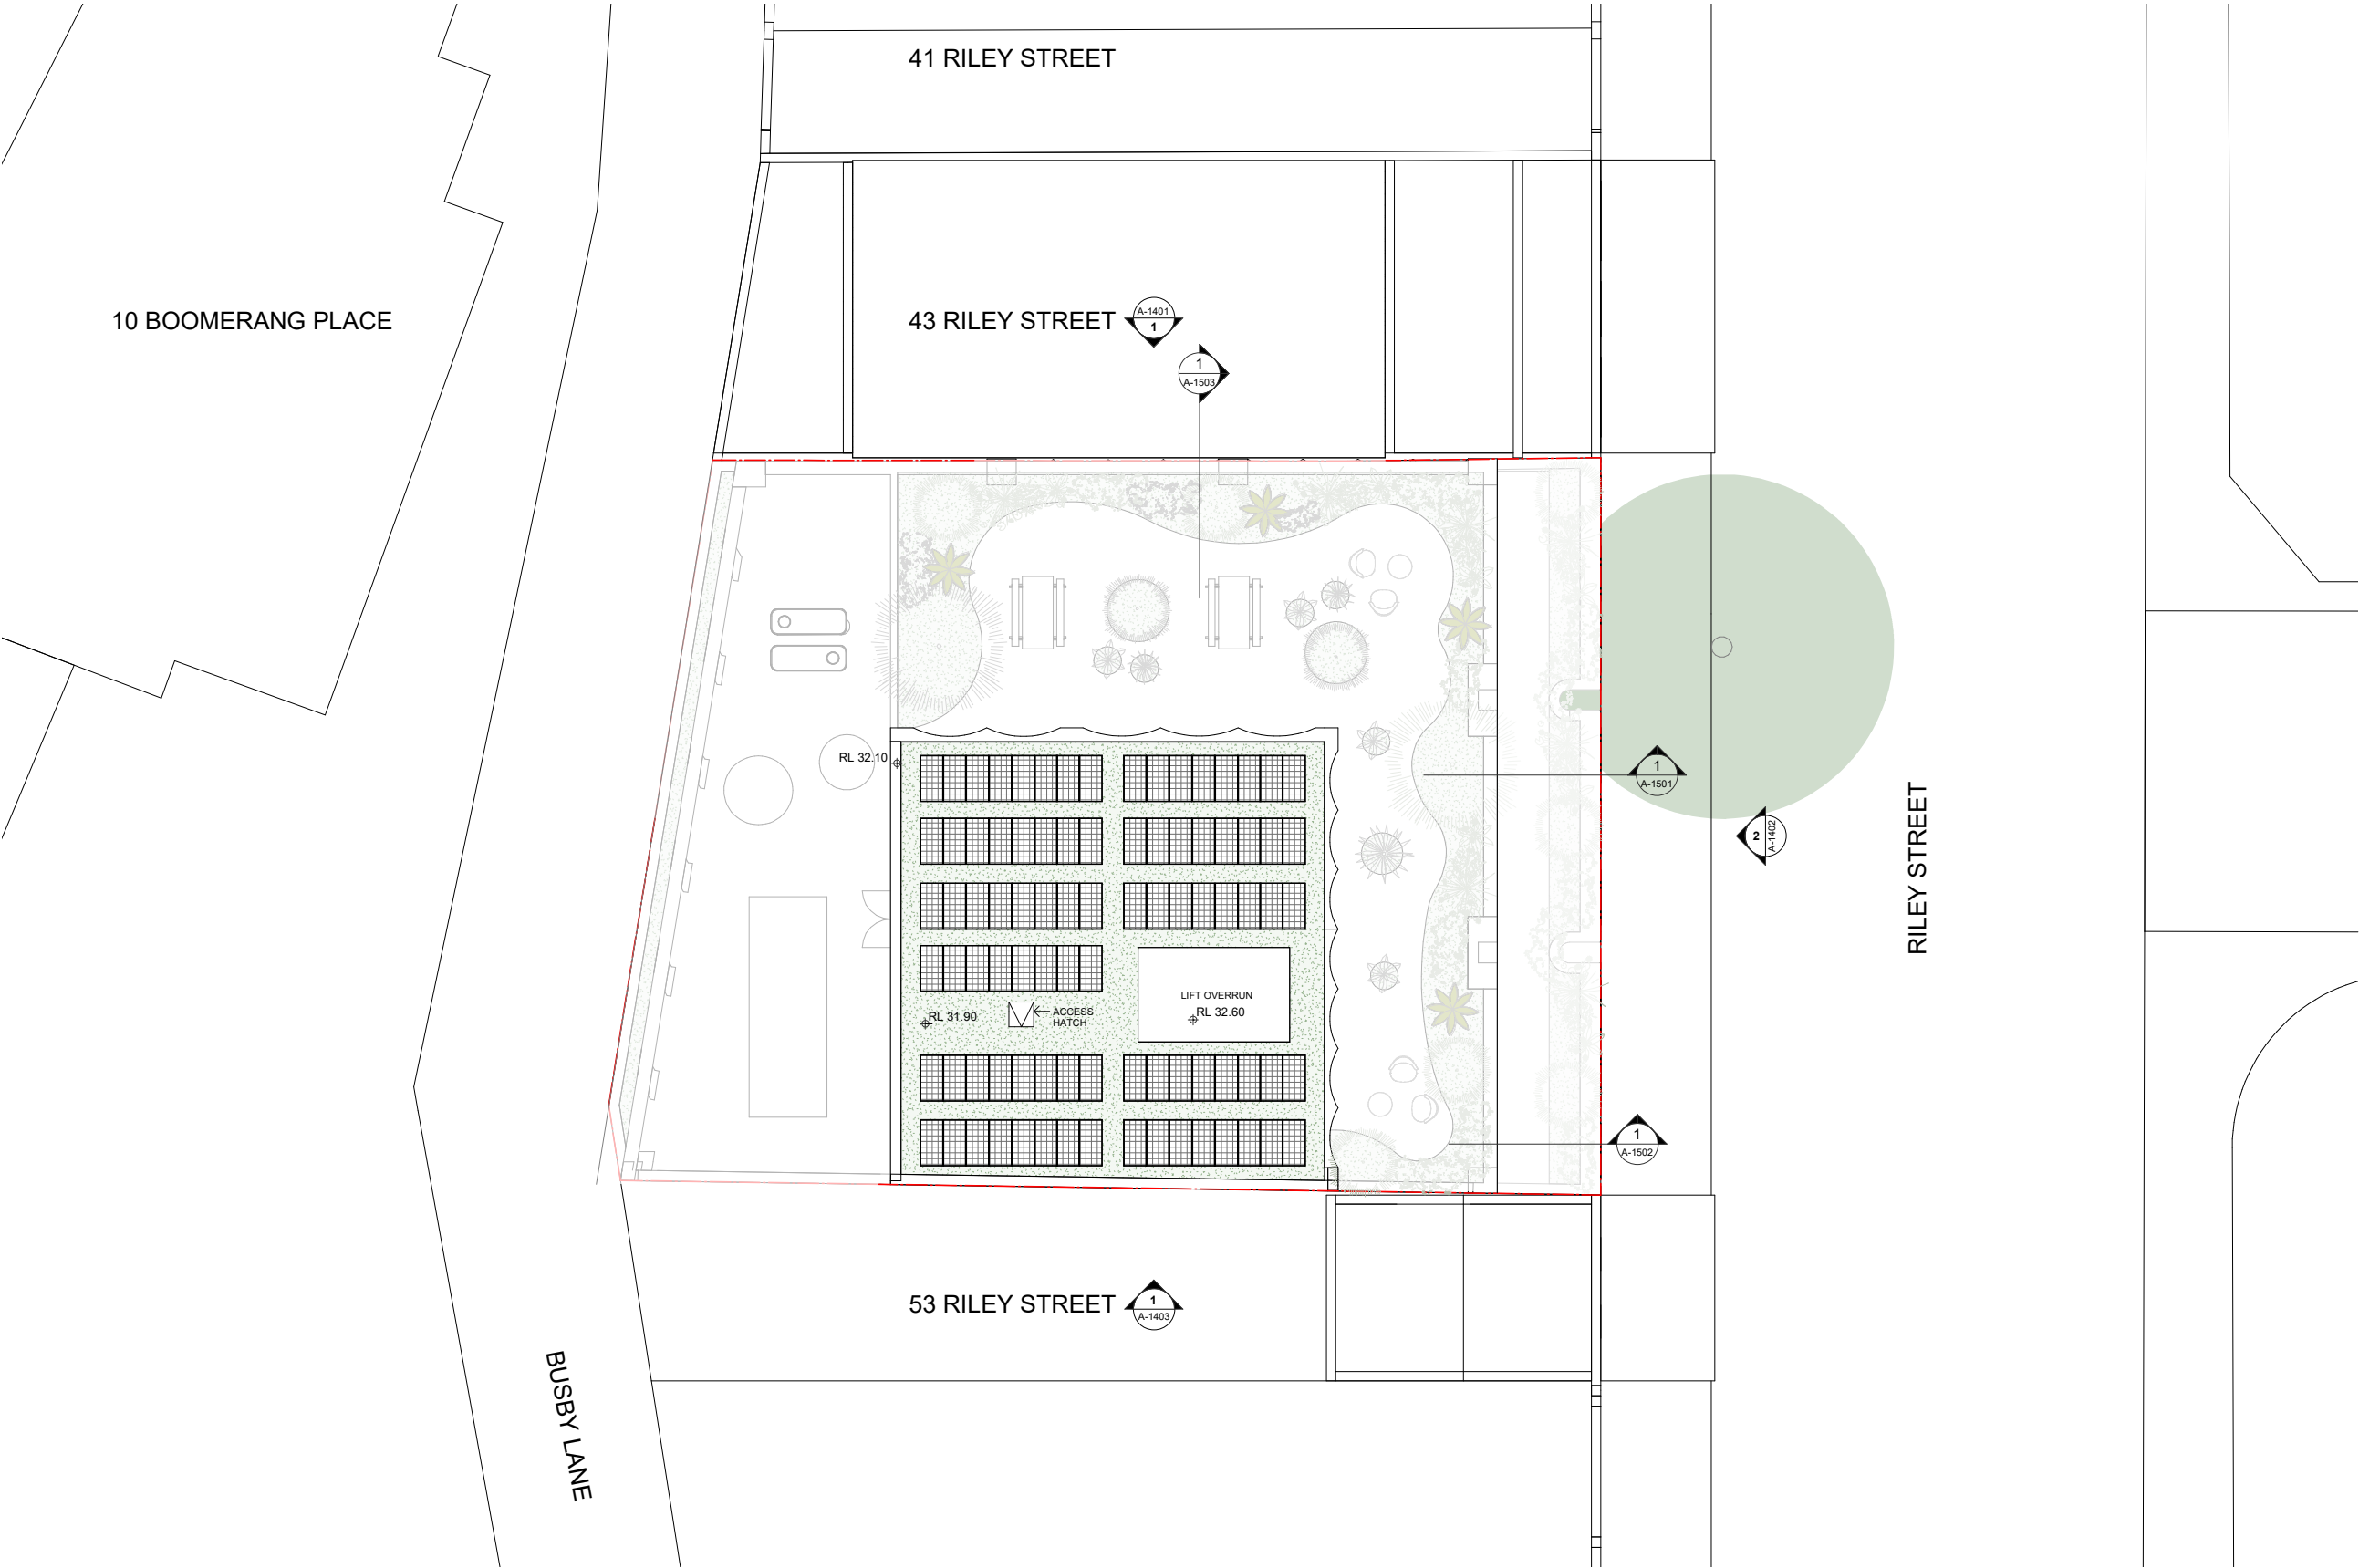 41 RILEY STREET
10 BOOMERANG PLACE
43 RILEY STREET
A-1401
1
1
A-1503
RL 32.10
1
A-1501
2
A-1402
RILEY STREET
LIFT OVERRUN
RL 32.60
RL 31.90
ACCESS
HATCH
1
A-1502
53 RILEY STREET
1
A-1403
BUSBY LANE